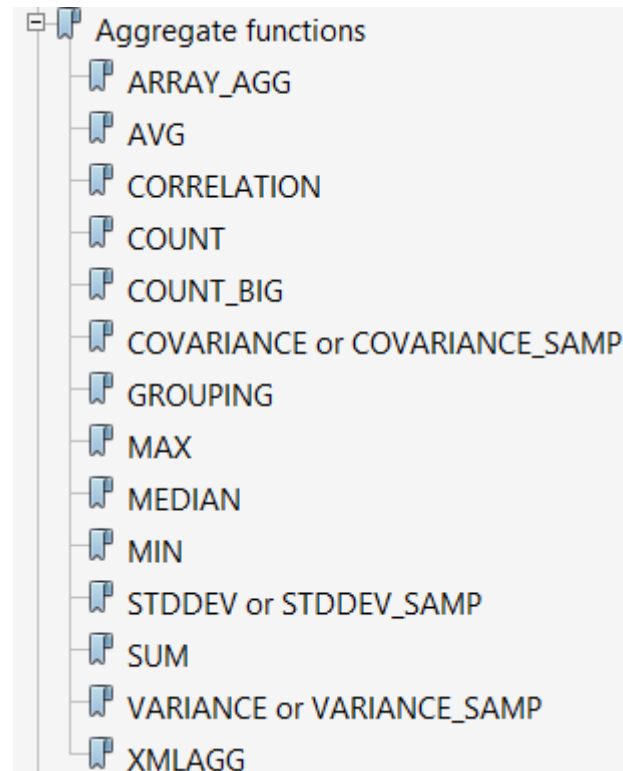 Aggregate functions
ARRAY_AGG
AVG
CORRELATION
COUNT
COUNT_BIG
COVARIANCE or COVARIANCE_SAMP
GROUPING
MAX
MEDIAN
MIN
STDDEV or STDDEV_SAMP
SUM
VARIANCE or VARIANCE_SAMP
XMLAGG